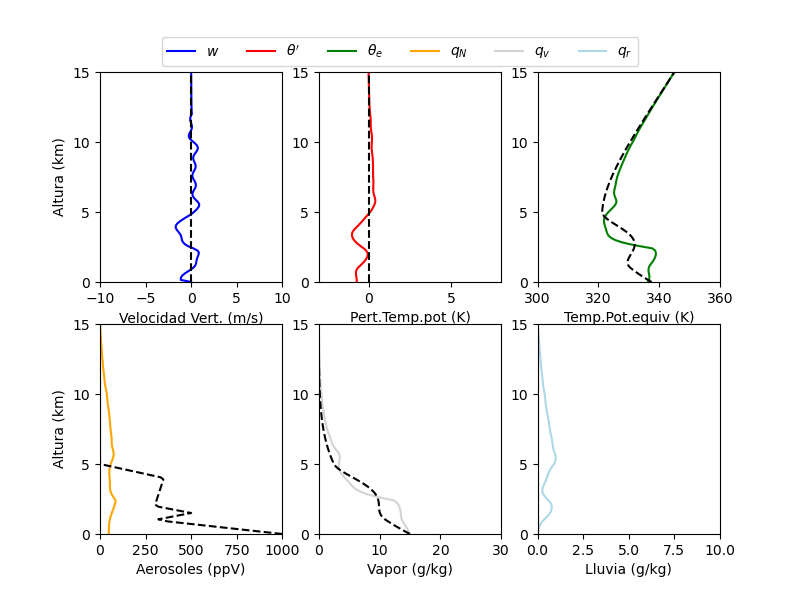 w θ′ θe qN qv qr
15 15 15
10 10 10
Altura (km)
5 5 5
0 0 0
−10 −5 0 5 10 0 5 300 320 340 360
Velocidad Vert. (m/s) Pert.Temp.pot (K) Temp.Pot.equiv (K)
15 15 15
10 10 10
Altura (km)
5 5 5
0 0 0
0 250 500 750 1000 0 10 20 30 0.0 2.5 5.0 7.5 10.0
Aerosoles (ppV) Vapor (g/kg) Lluvia (g/kg)